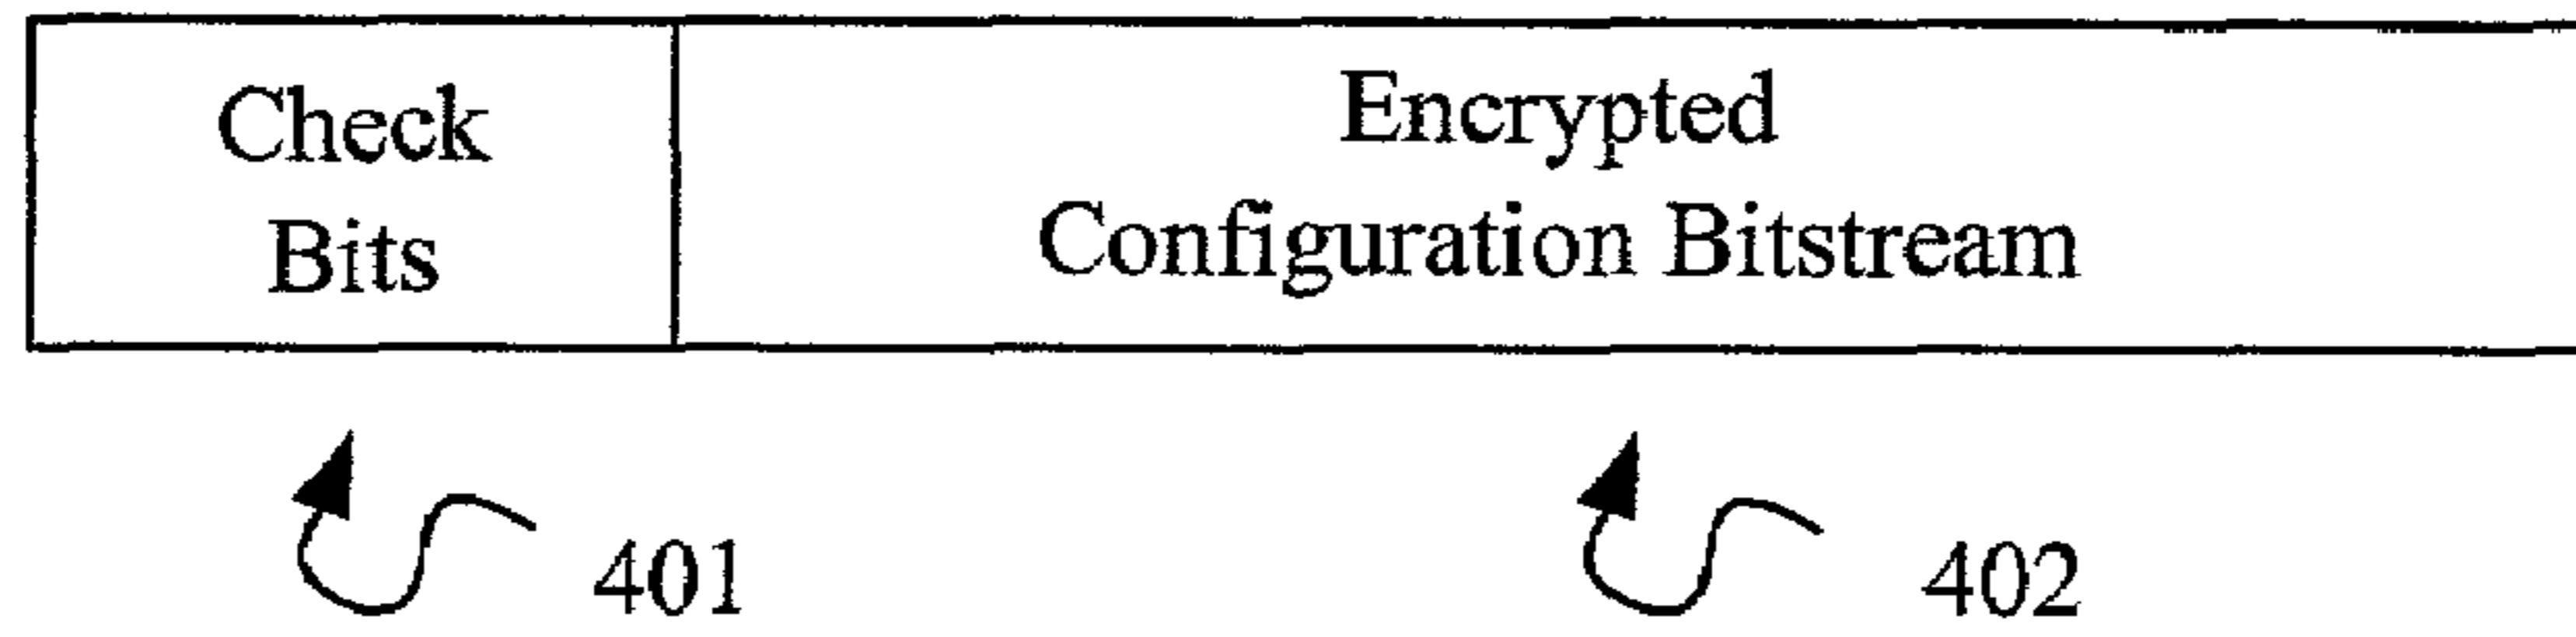 Check
Bits
Encrypted
Configuration Bitstream
401
402